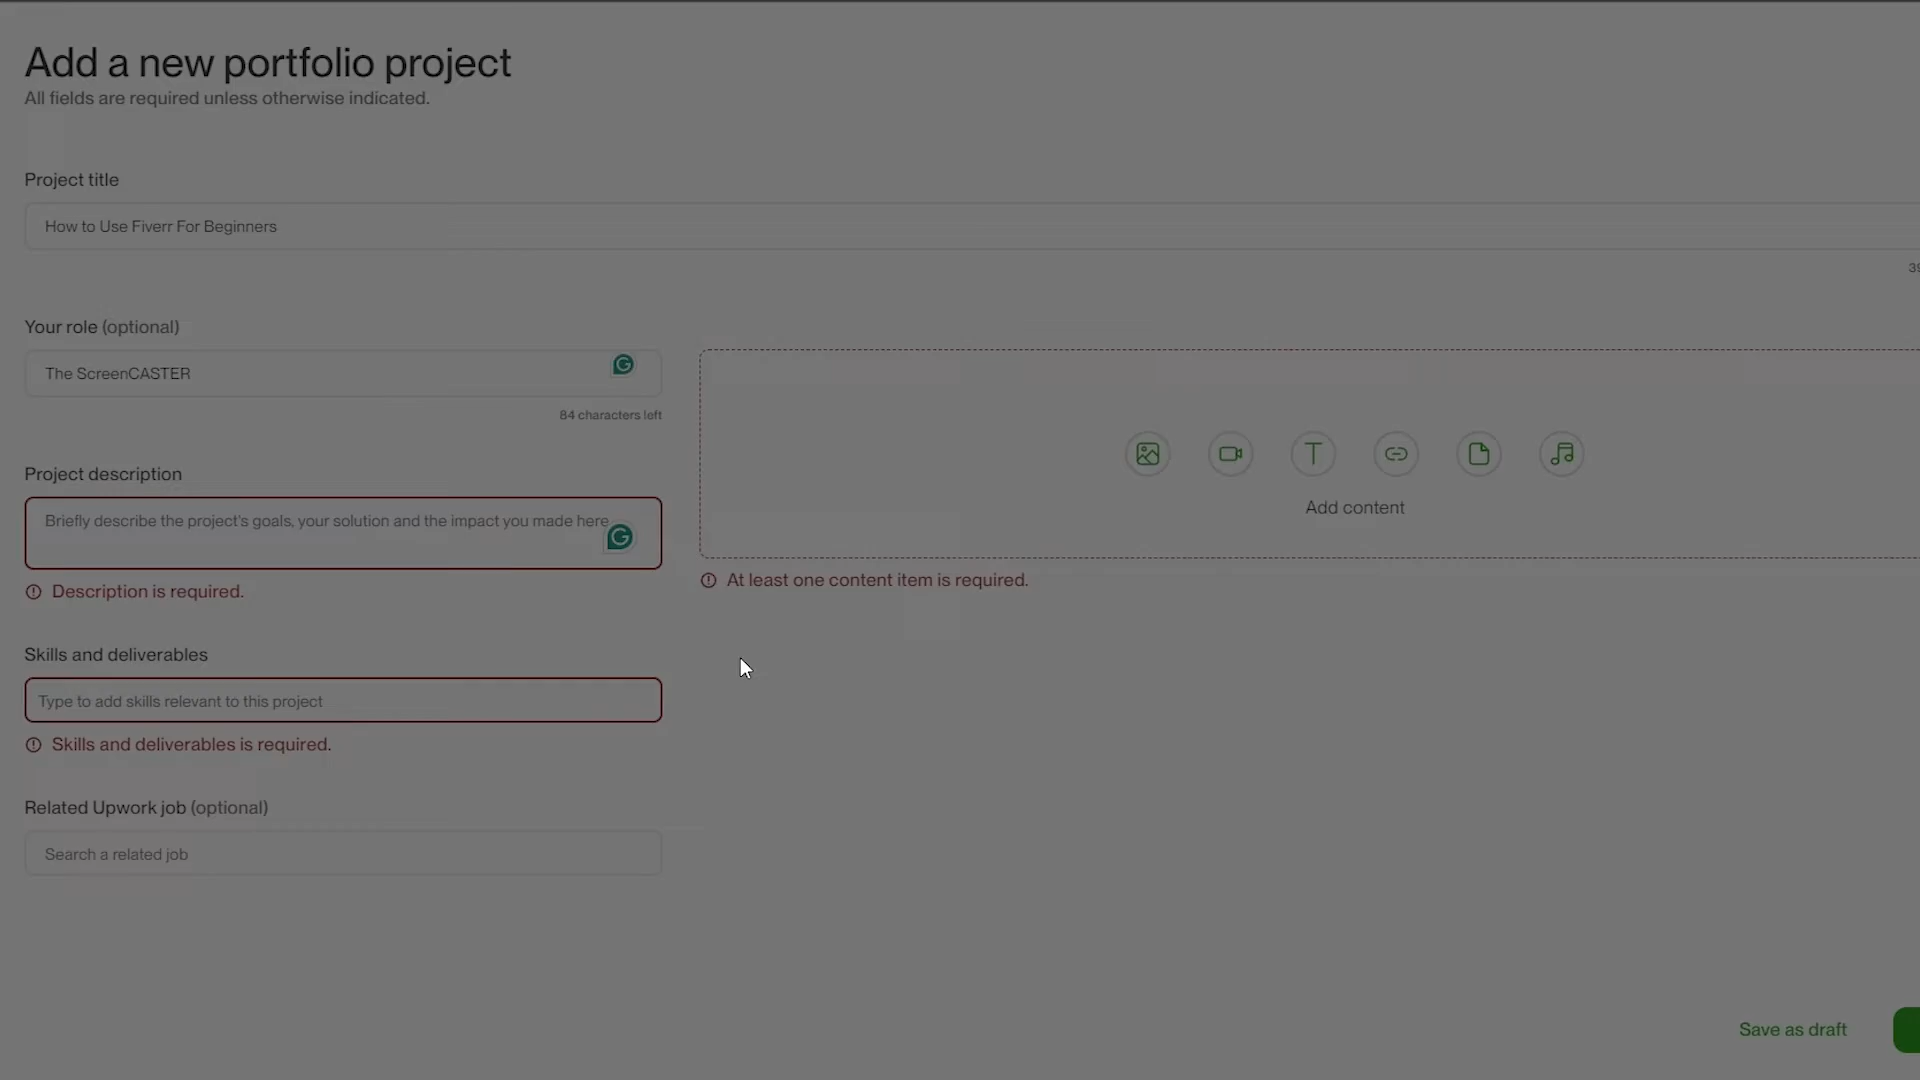 Add a new portfolio project
All fields are required unless otherwise indicated.
Project title
How to Use Fiverr For Beginners
39
Your role (optional)
The ScreenCASTER
84 characters left
Project description
Briefly describe the project's goals, your solution and the impact you made here
Description is required.
Add content
At least one content item is required.
Skills and deliverables
Type to add skills relevant to this project
Skills and deliverables is required.
Related Upwork job (optional)
Search a related job
Save as draft